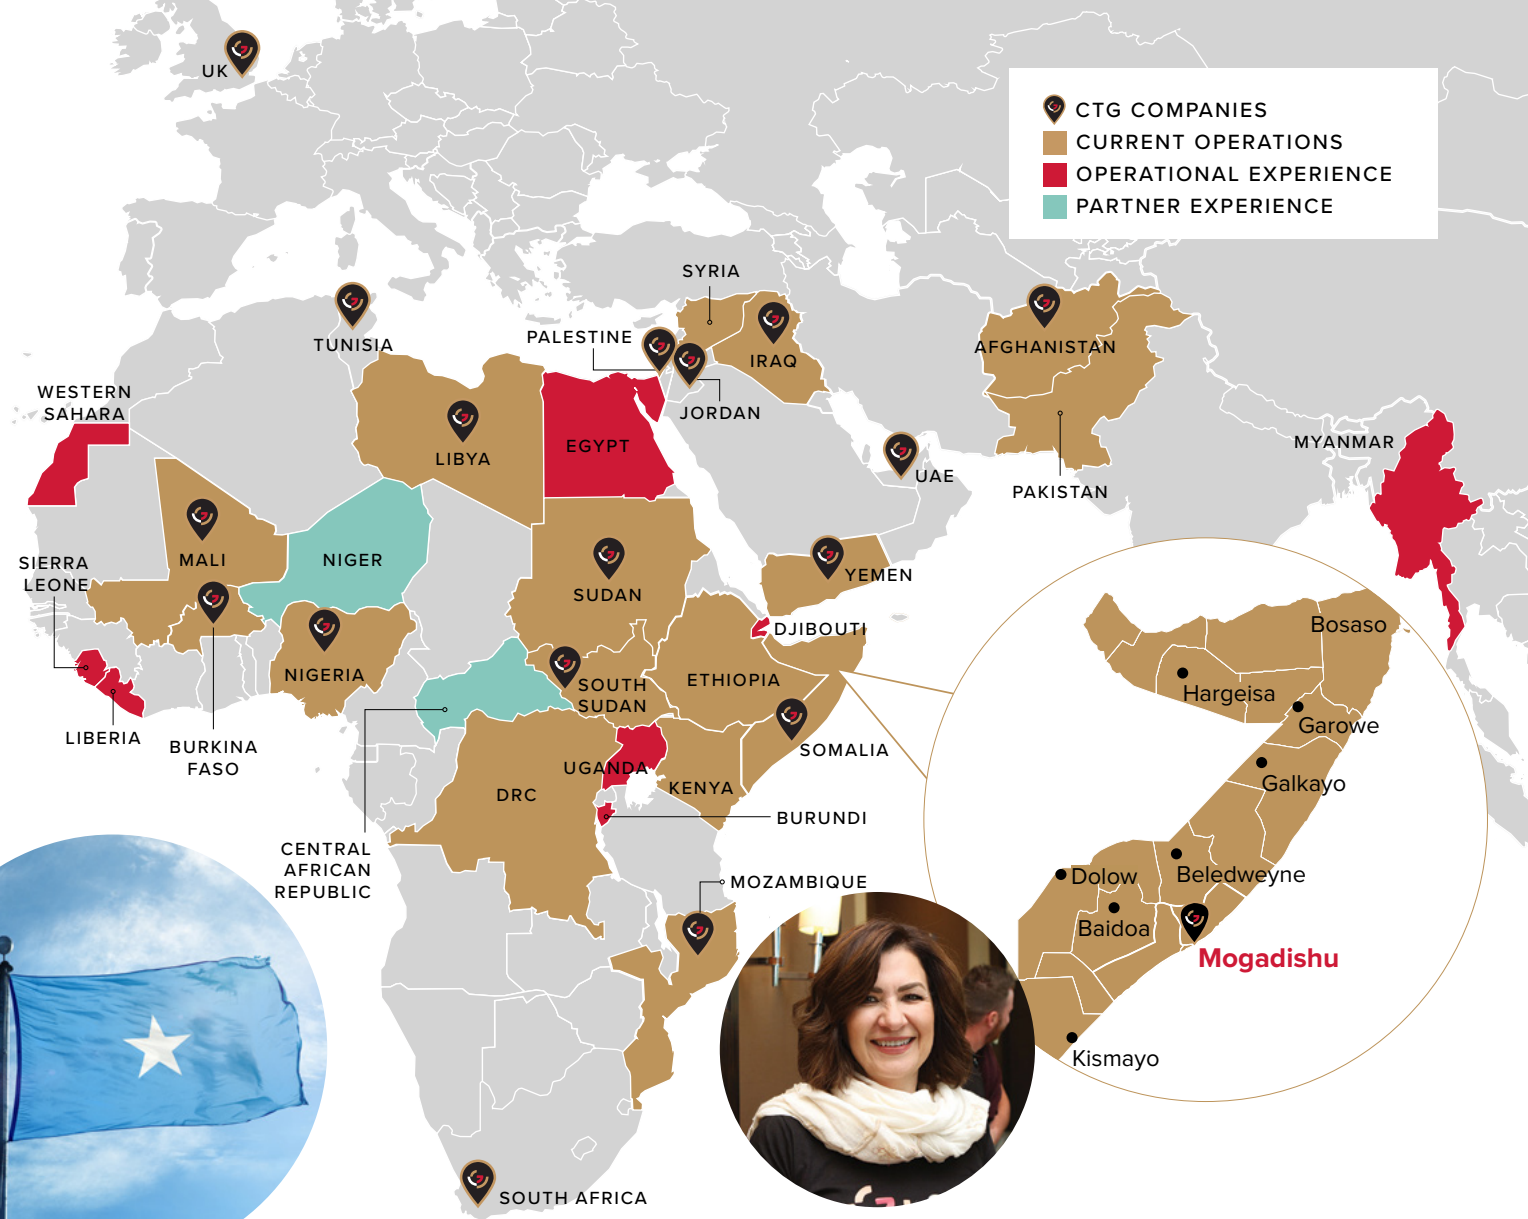 UK
CTG COMPANIES
CURRENT OPERATIONS
OPERATIONAL EXPERIENCE
PARTNER EXPERIENCE
SYRIA
TUNISIA
PALESTINE
IRAQ
AFGHANISTAN
WESTERN
SAHARA
JORDAN
EGYPT
LIBYA
MYANMAR
UAE
PAKISTAN
MALI
NIGER
SIERRA
LEONE
YEMEN
SUDAN
DJIBOUTI
Bosaso
NIGERIA
ETHIOPIA
SOUTH
SUDAN
Hargeisa
Garowe
LIBERIA
BURKINA
FASO
SOMALIA
UGANDA
KENYA
Galkayo
DRC
BURUNDI
CENTRAL
AFRICAN
REPUBLIC
MOZAMBIQUE
Dolow
Beledweyne
Baidoa
Mogadishu
Kismayo
SOUTH AFRICA